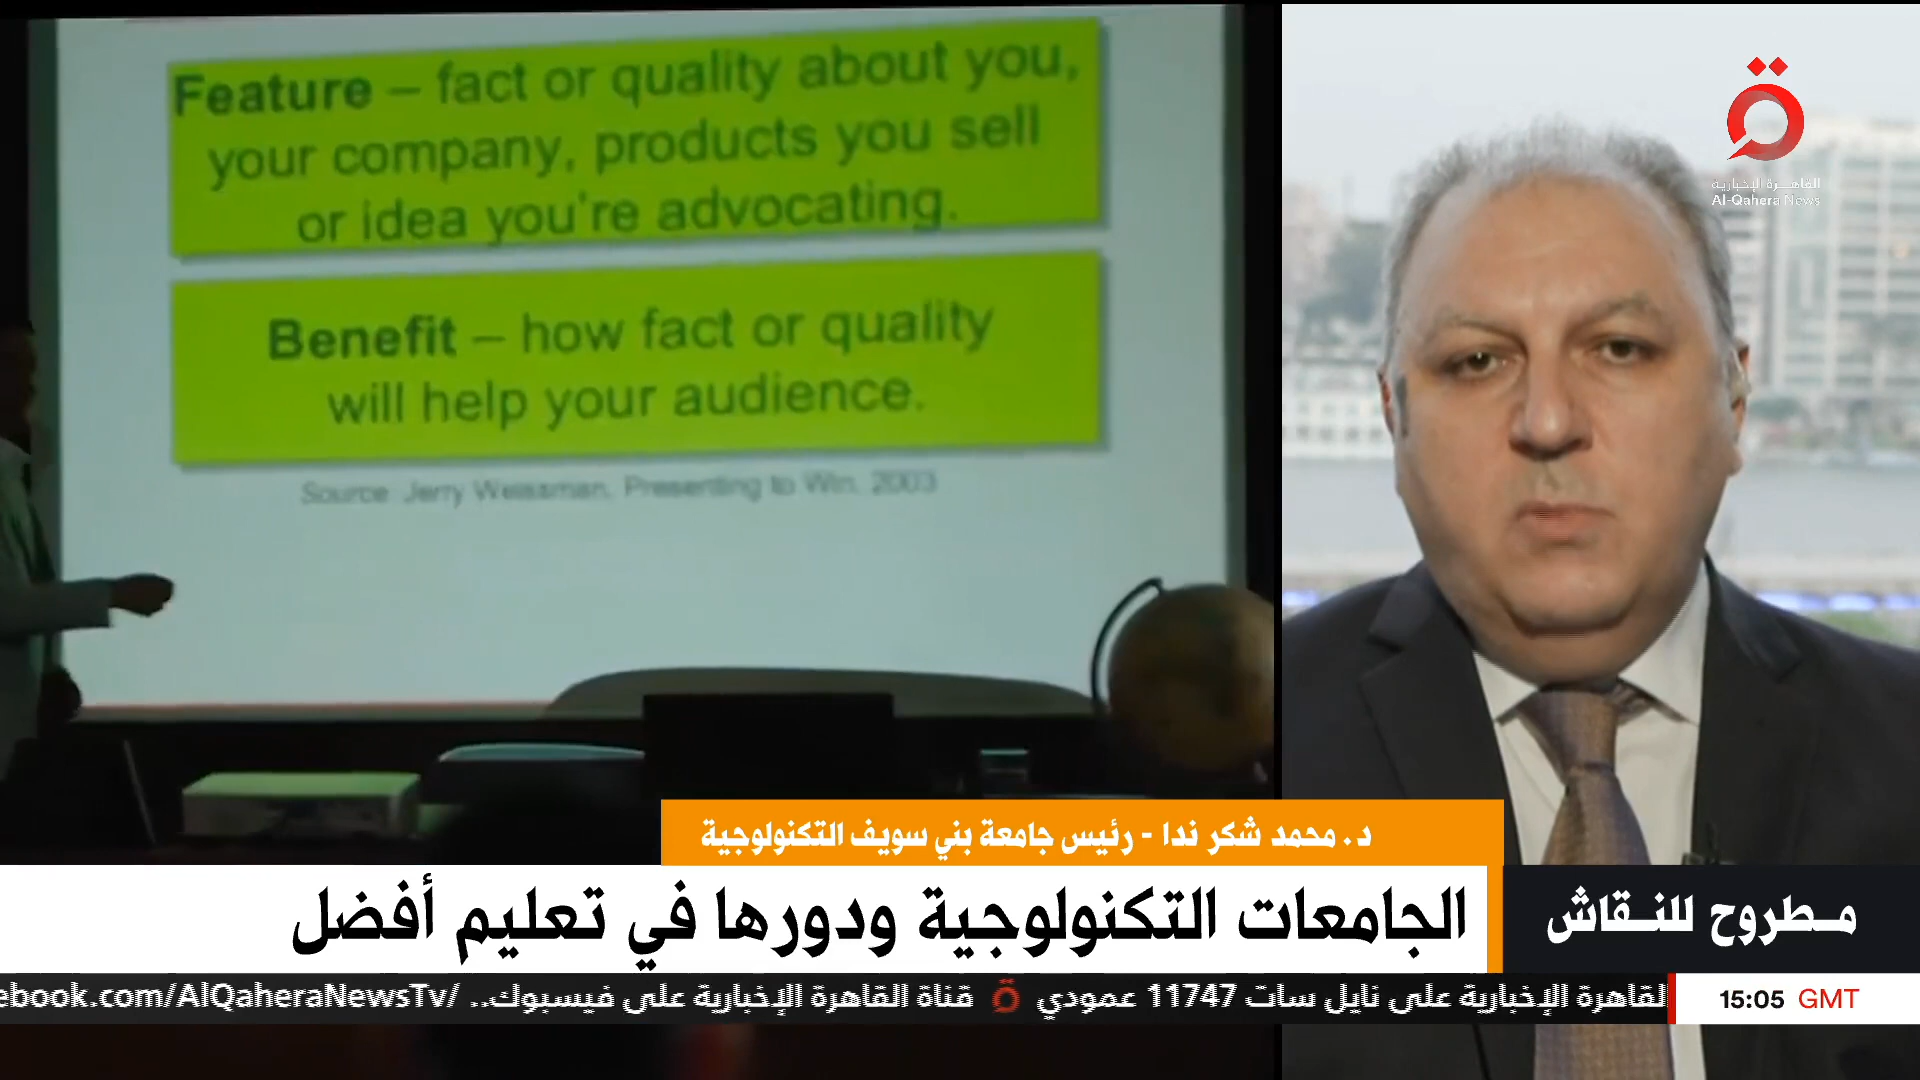 Feature – fact or quality about you,
your company, products you sell
or idea you're advocating.
Benefit – how fact or quality
will help your audience.
Source: Jerry Weissman, Presenting to Win, 2003
القاهرة الإخبارية
Al-Qahera News
د. محمد شكر ندا - رئيس جامعة بني سويف التكنولوجية
الجامعات التكنولوجية ودورها في تعليم أفضل
مطروح للنقاش
القاهرة الإخبارية على نايل سات 11747 عمودي
قناة القاهرة الإخبارية على فيسبوك.. ebook.com/AlQaheraNewsTv/
15:05 GMT